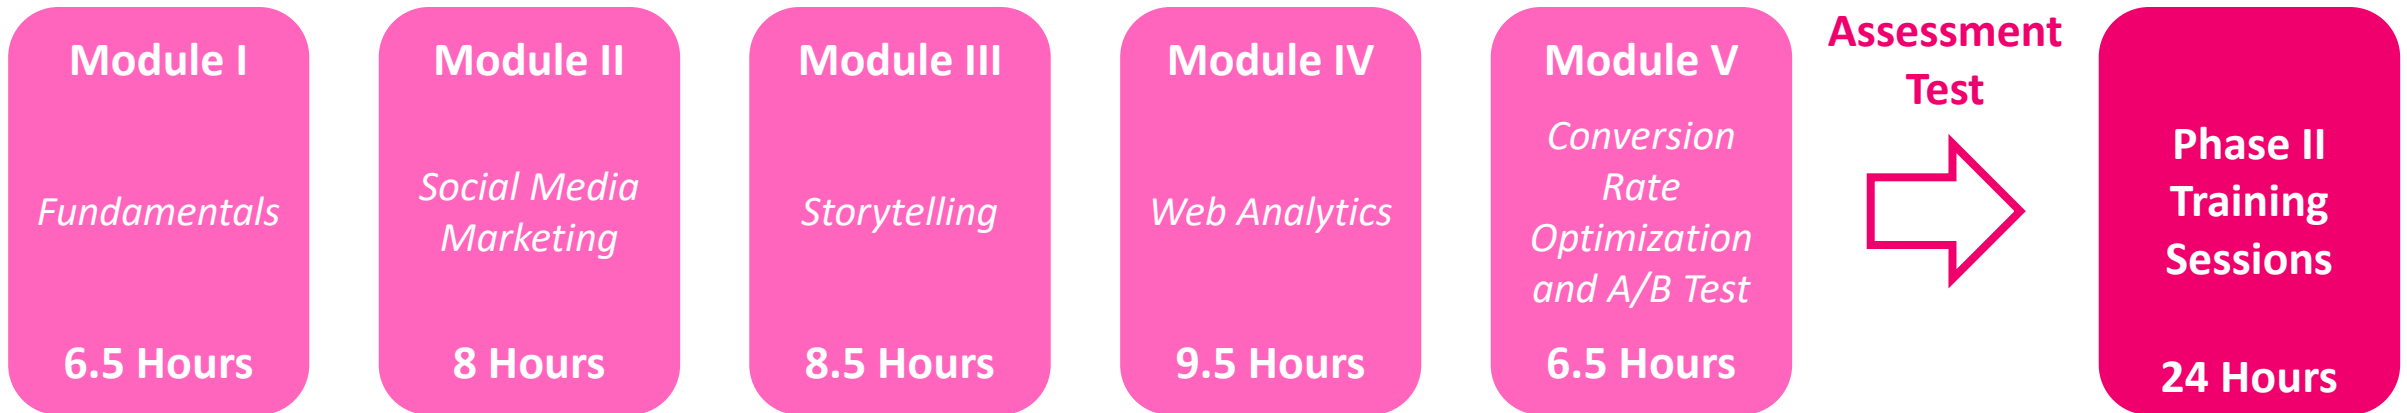 Module I
Fundamentals
6.5 Hours
Module II
Social Media
Marketing
8 Hours
Module III
Storytelling
8.5 Hours
Module IV
Web Analytics
9.5 Hours
Module V
Conversion
Rate
Optimization
and A/B Test
6.5 Hours
Assessment
Test
Phase II
Training
Sessions
24 Hours